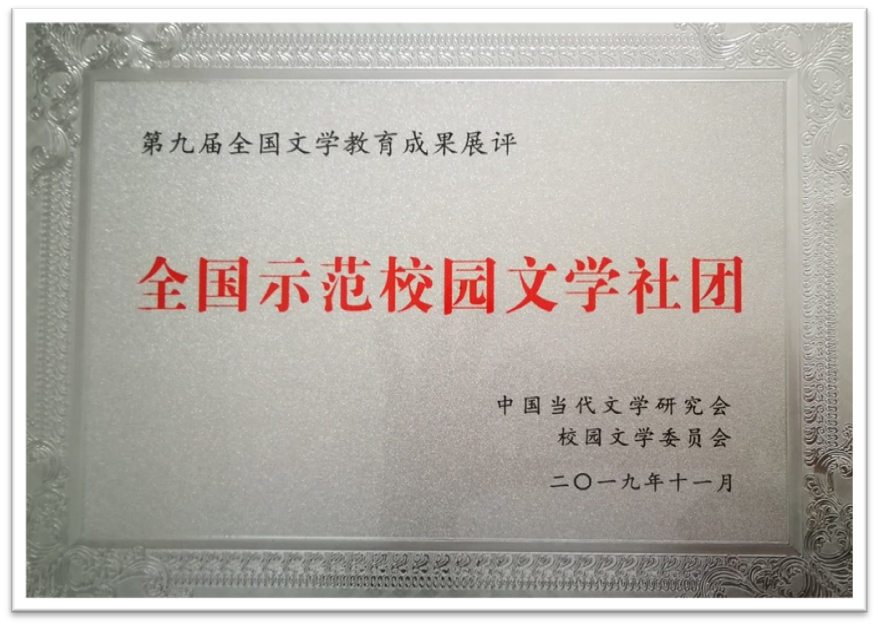 第九届全国文学教育成果展评
全国示范校园文学社团
中国当代文学研究会
校园文学委员会
二〇一九年十一月